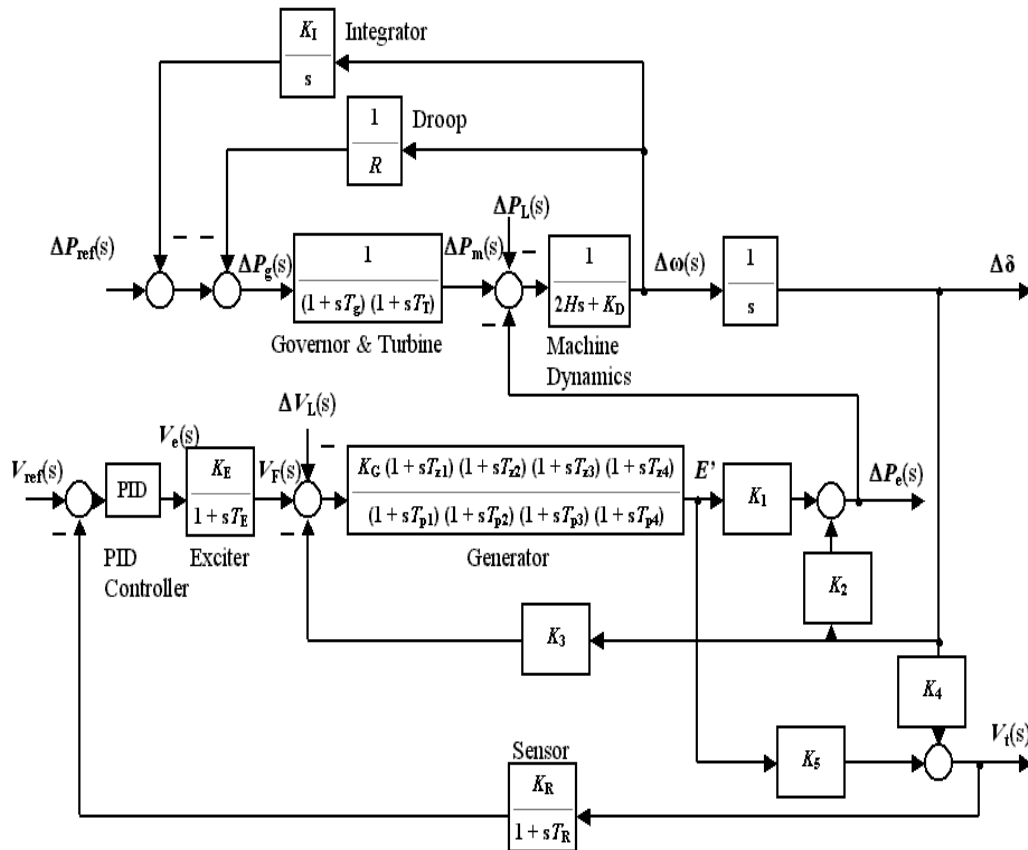 K_I
s
Integrator
1
R
Droop
ΔP_L(s)
ΔP_ref(s)
− −
ΔP_g(s)
1
(1 + sT_g) (1 + sT_T)
Governor & Turbine
ΔP_m(s)
−
−
1
2Hs + K_D
Machine
Dynamics
Δω(s)
1
s
Δδ
ΔV_L(s)
−
V_ref(s)
−
PID
PID
Controller
V_e(s)
K_E
1 + sT_E
Exciter
V_F(s)
−
K_G (1 + sT_z1) (1 + sT_z2) (1 + sT_z3) (1 + sT_z4)
(1 + sT_p1) (1 + sT_p2) (1 + sT_p3) (1 + sT_p4)
Generator
E’
K_1
ΔP_e(s)
K_2
K_3
K_4
K_5
V_t(s)
Sensor
K_R
1 + sT_R